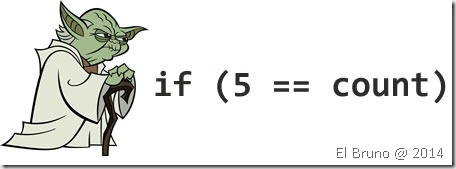 if (5 == count)
El Bruno @ 2014